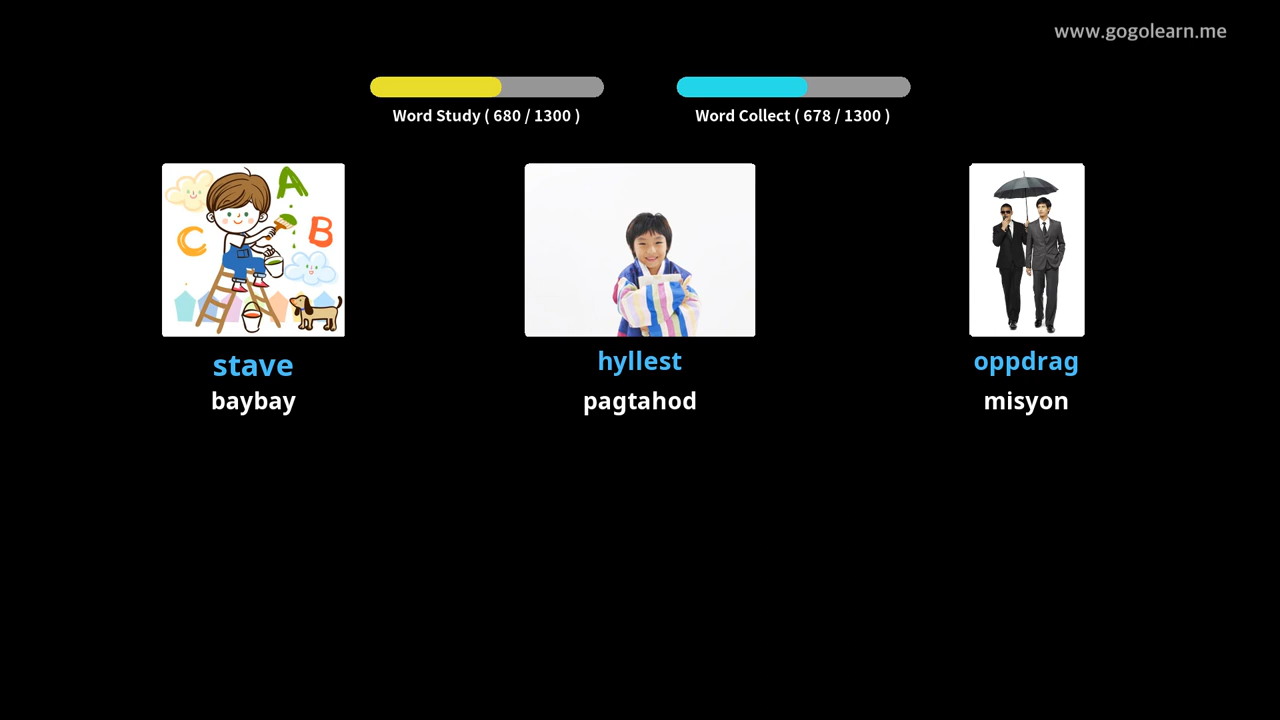 www.gogolearn.me
Word Study ( 680 / 1300 )
Word Collect ( 678 / 1300 )
A
B
C
stave
baybay
hyllest
pagtahod
oppdrag
misyon